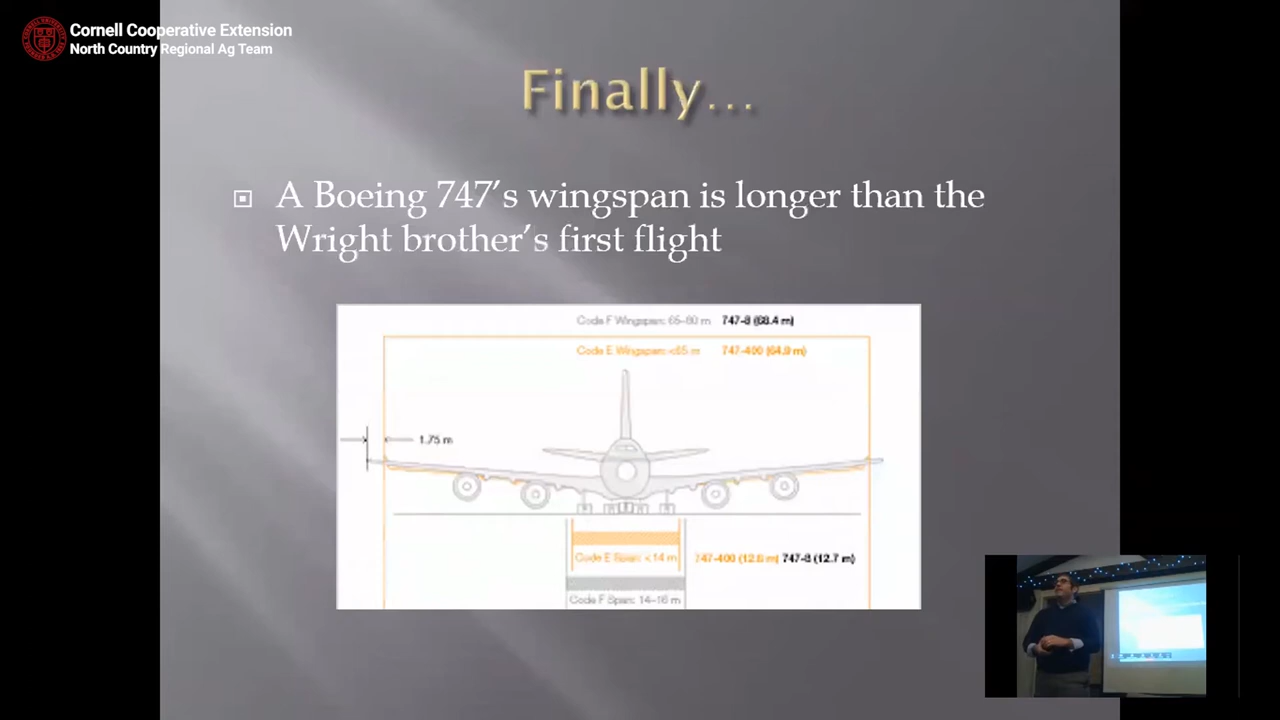 Cornell Cooperative Extension
North Country Regional Ag Team
Finally...
A Boeing 747's wingspan is longer than the
Wright brother's first flight
Code F Wingspan: 65–80 m 747-8 (68.4 m)
Code E Wingspan: <65 m 747-400 (64.9 m)
1.75 m
Code E Span: <14 m 747-400 (12.6 m) 747-8 (12.7 m)
Code F Span: 14–16 m